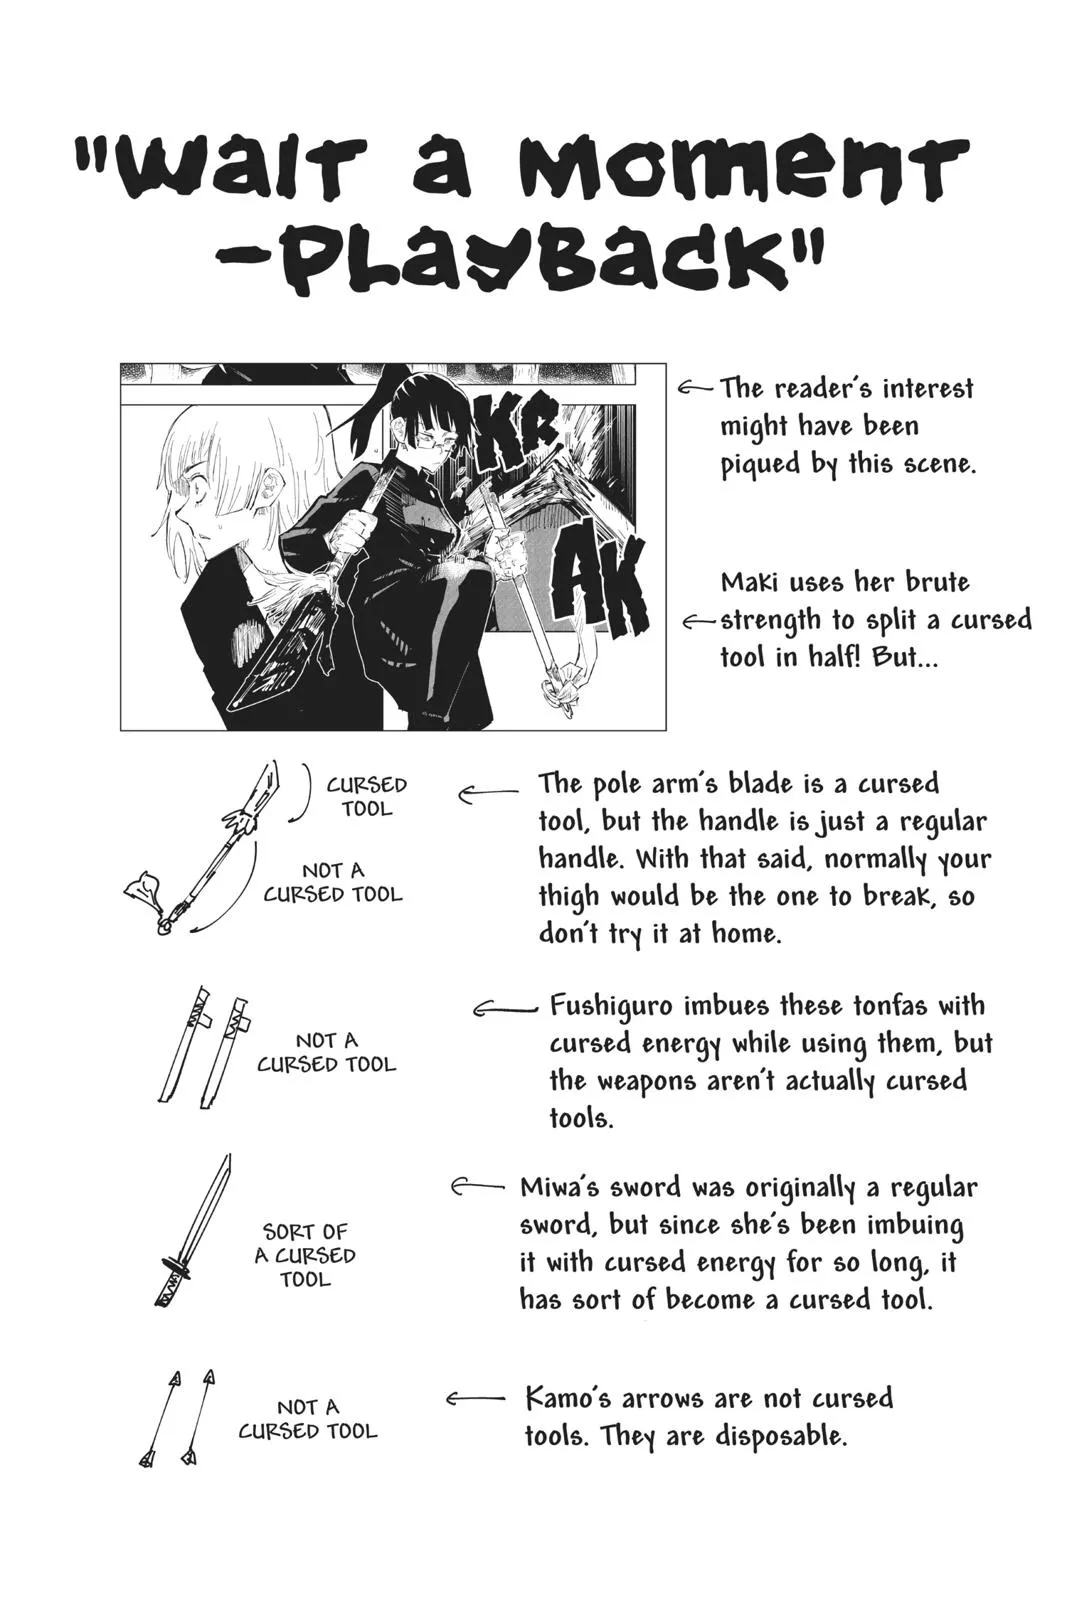 "Wait a Moment
-Playback"
KRR
AK
The reader's interest
might have been
piqued by this scene.
Maki uses her brute
strength to split a cursed
tool in half! But...
CURSED
TOOL
NOT A
CURSED TOOL
The pole arm's blade is a cursed
tool, but the handle is just a regular
handle. With that said, normally your
thigh would be the one to break, so
don't try it at home.
NOT A
CURSED TOOL
Fushiguro imbues these tonfas with
cursed energy while using them, but
the weapons aren't actually cursed
tools.
SORT OF
A CURSED
TOOL
Miwa's sword was originally a regular
sword, but since she's been imbuing
it with cursed energy for so long, it
has sort of become a cursed tool.
NOT A
CURSED TOOL
Kamo's arrows are not cursed
tools. They are disposable.